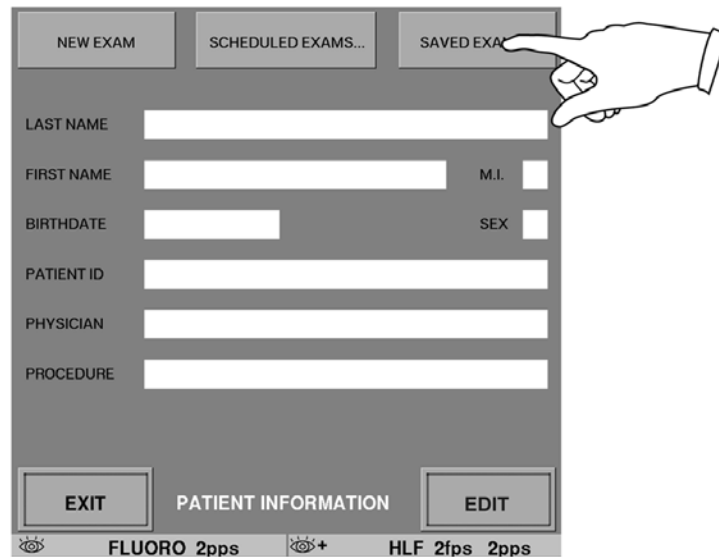 NEW EXAM SCHEDULED EXAMS... SAVED
LAST NAME
FIRST NAME M.I.
BIRTHDATE SEX
PATIENT ID
PHYSICIAN
PROCEDURE
EXIT PATIENT INFORMATION EDIT
FLUORO 2pps + HLF 2fps 2pps